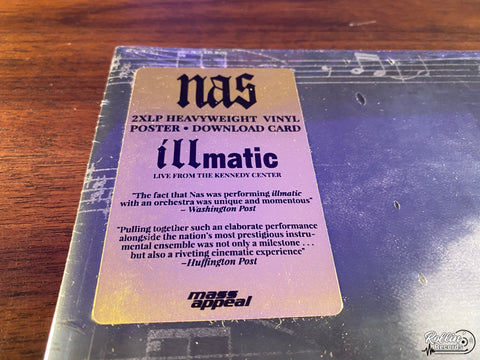 nas
2XLP HEAVYWEIGHT VINYL
POSTER • DOWNLOAD CARD
illmatic
LIVE FROM THE KENNEDY CENTER
"The fact that Nas was performing illmatic
with an orchestra was unique and momentous"
– Washington Post
"Pulling together such an elaborate performance
alongside the nation's most prestigious instru-
mental ensemble was not only a milestone . . .
but also a riveting cinematic experience"
–Huffington Post
mass
appeal
Rollin'
Records